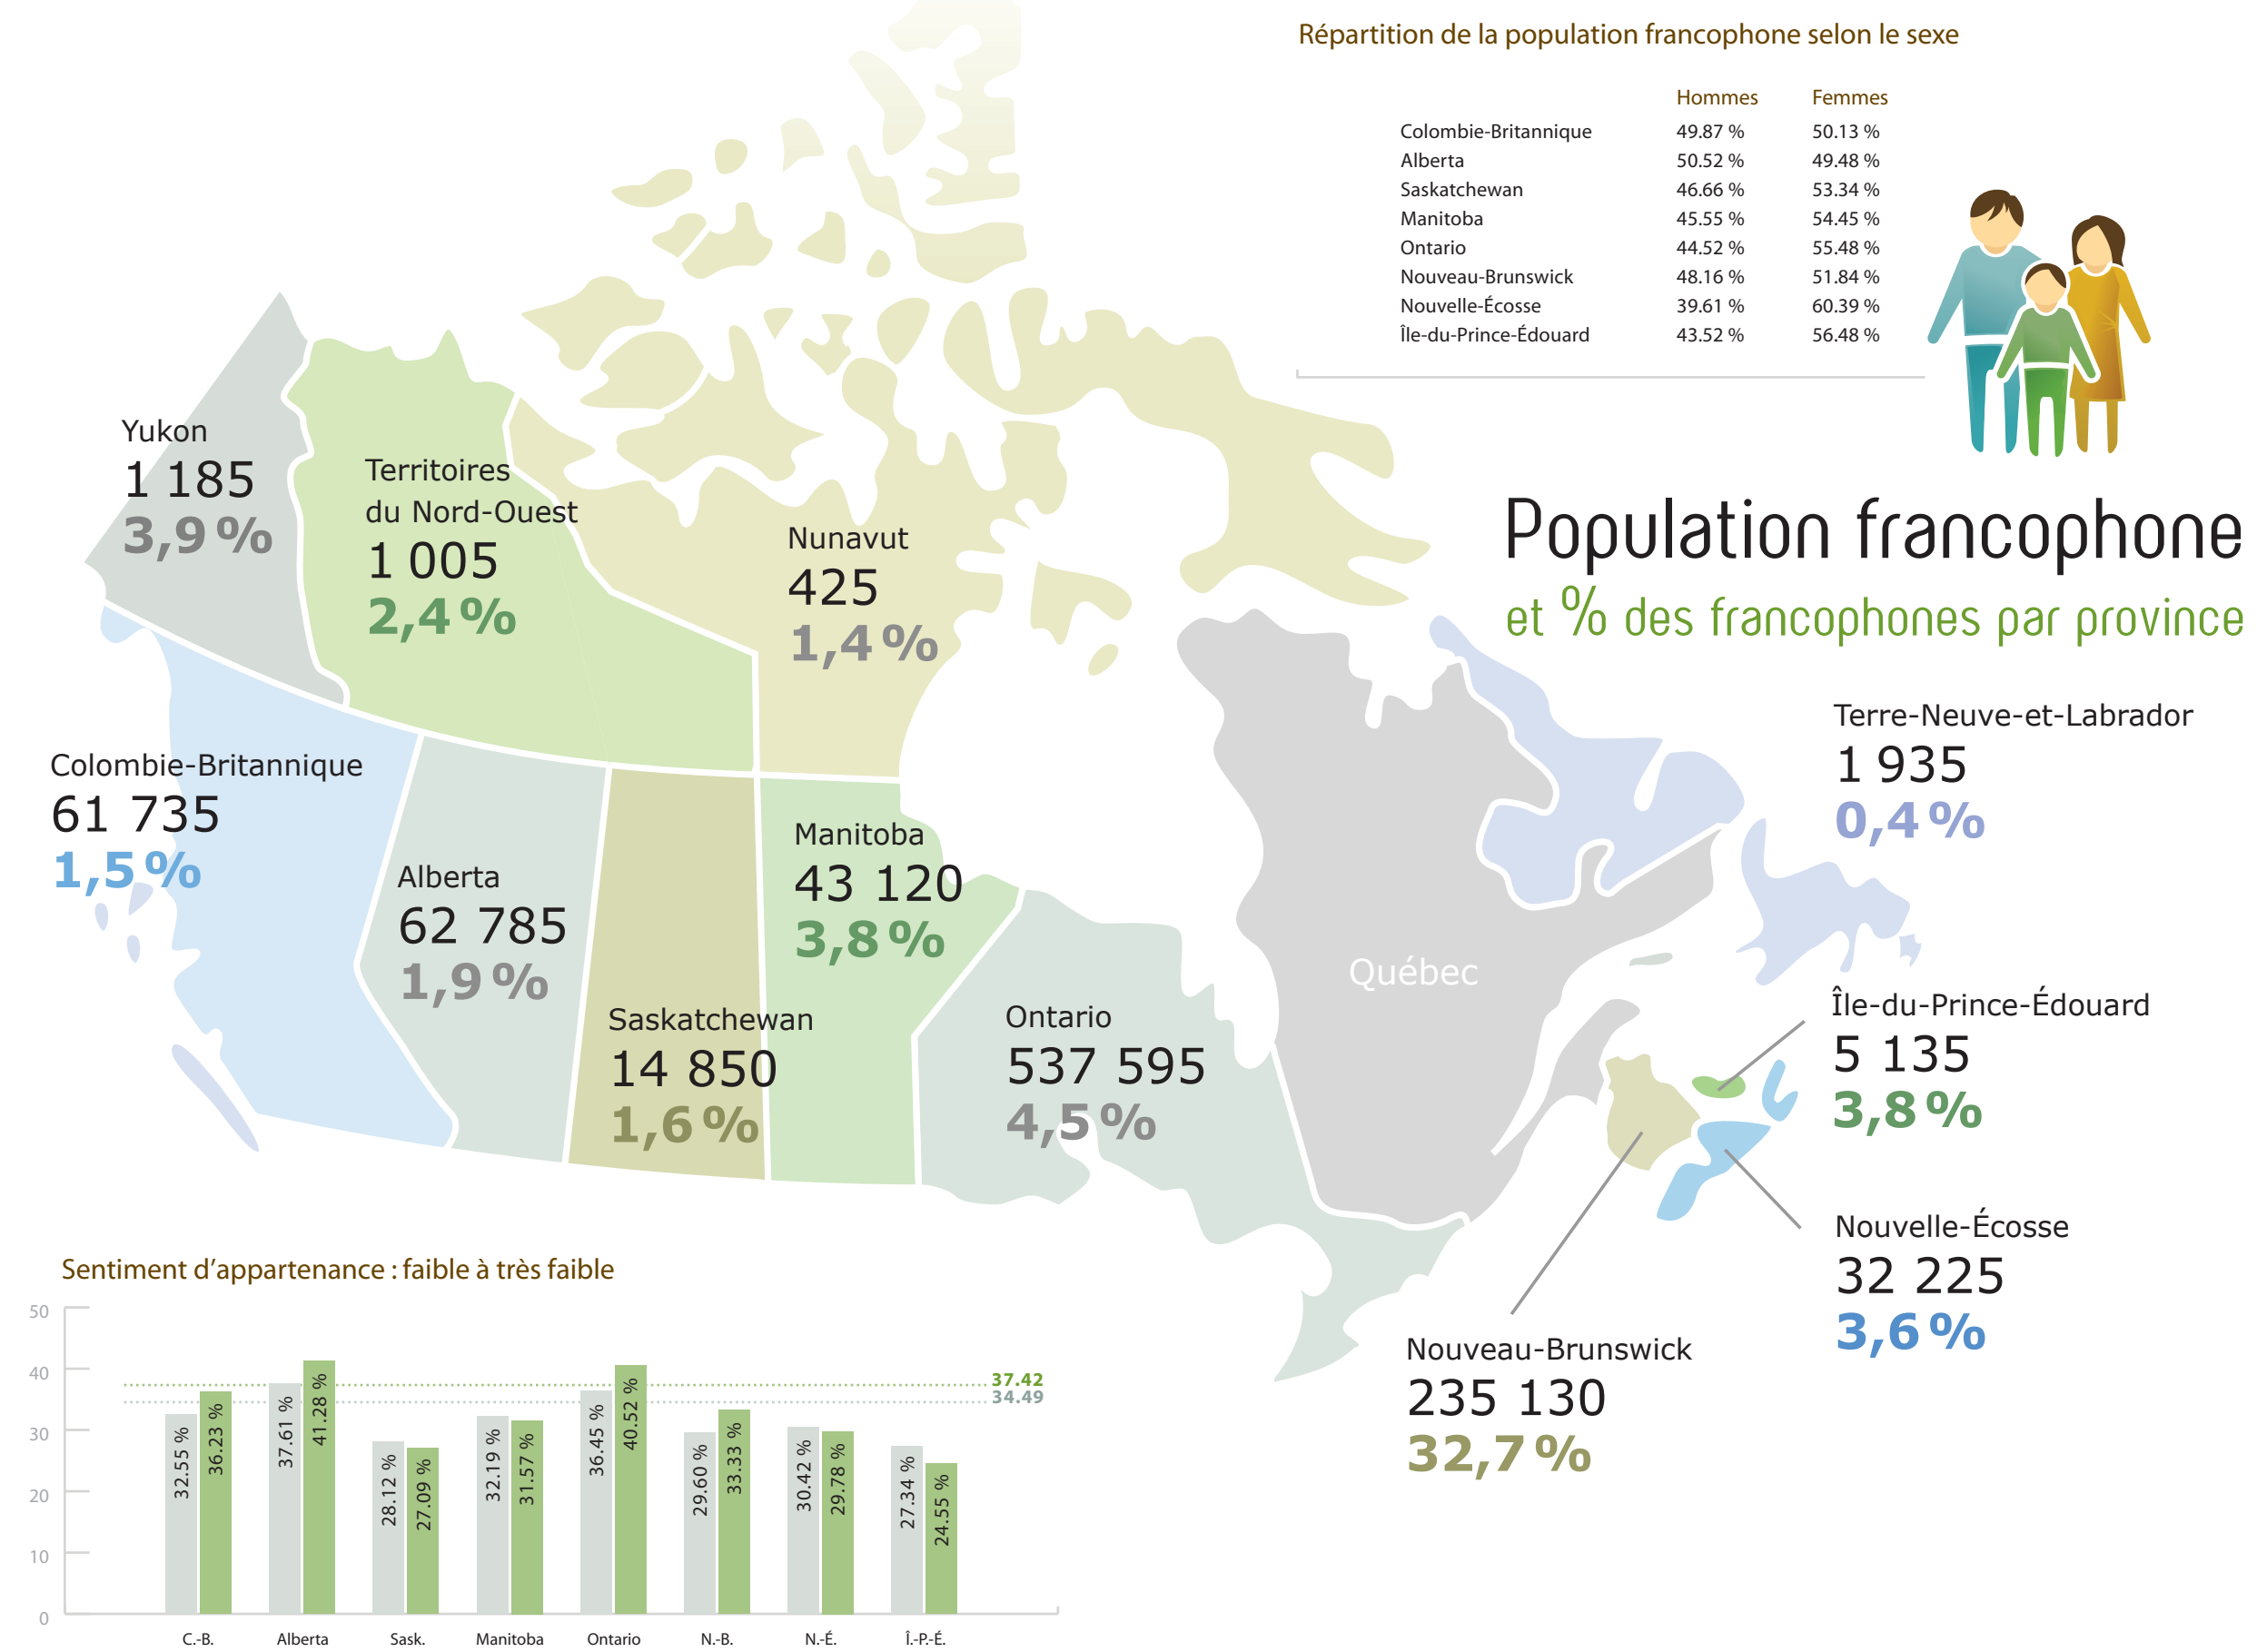 Répartition de la population francophone selon le sexe
Hommes Femmes
Colombie-Britannique 49.87 % 50.13 %
Alberta 50.52 % 49.48 %
Saskatchewan 46.66 % 53.34 %
Manitoba 45.55 % 54.45 %
Ontario 44.52 % 55.48 %
Nouveau-Brunswick 48.16 % 51.84 %
Nouvelle-Écosse 39.61 % 60.39 %
Île-du-Prince-Édouard 43.52 % 56.48 %
Population francophone
et % des francophones par province
Yukon
1 185
3,9 %
Territoires
du Nord-Ouest
1 005
2,4 %
Nunavut
425
1,4 %
Colombie-Britannique
61 735
1,5 %
Alberta
62 785
1,9 %
Saskatchewan
14 850
1,6 %
Manitoba
43 120
3,8 %
Ontario
537 595
4,5 %
Québec
Terre-Neuve-et-Labrador
1 935
0,4 %
Île-du-Prince-Édouard
5 135
3,8 %
Nouvelle-Écosse
32 225
3,6 %
Nouveau-Brunswick
235 130
32,7 %
Sentiment d'appartenance : faible à très faible
50
40
30
20
10
0
37.42
34.49
32.55 %
36.23 %
37.61 %
41.28 %
28.12 %
27.09 %
32.19 %
31.57 %
36.45 %
40.52 %
29.60 %
33.33 %
30.42 %
29.78 %
27.34 %
24.55 %
C.-B. Alberta Sask. Manitoba Ontario N.-B. N.-É. Î.-P.-É.